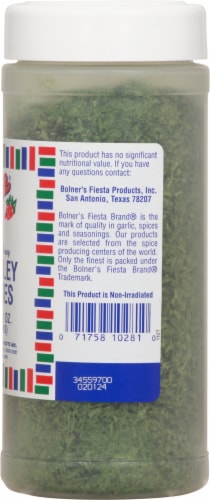 This product has no significant
nutritional value. If you have
any questions contact:
Bolner's Fiesta Products, Inc.
San Antonio, Texas 78207
Bolner's Fiesta Brand® is the
mark of quality in garlic, spices
and seasonings. Our products
are selected from the spice
producing centers of the world.
Only the finest is packed under
the Bolner's Fiesta Brand®
Trademark.
This Product is Non-Irradiated
LEY
ES
OZ.
0 71758 10281 0
34559700
020124